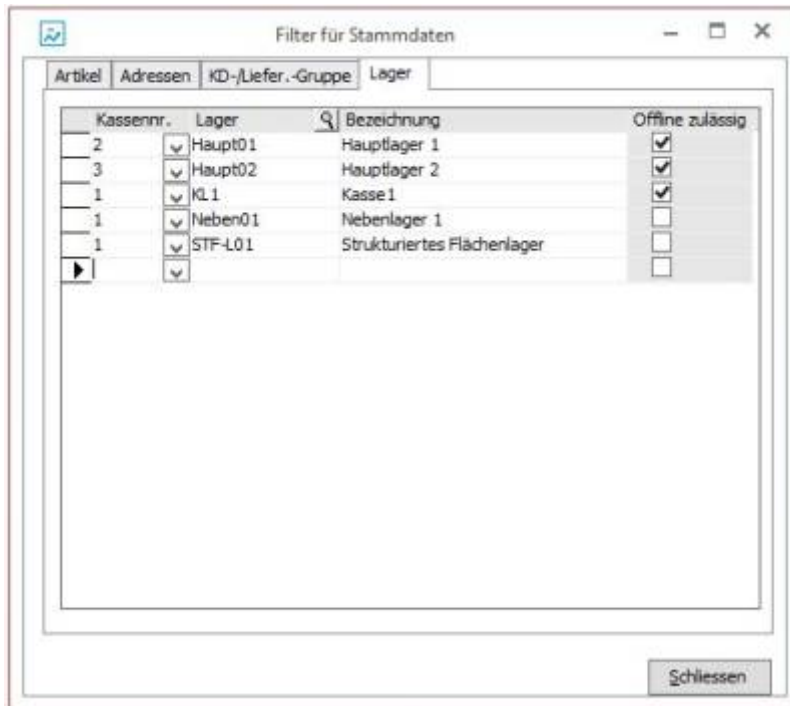 Filter für Stammdaten
Artikel Adressen KD-/Liefer.-Gruppe Lager
Kassennr. Lager Bezeichnung Offline zulässig
2 Haupt01 Hauptlager 1
3 Haupt02 Hauptlager 2
1 KL1 Kasse1
1 Neben01 Nebenlager 1
1 STF-L01 Strukturiertes Flächenlager
Schliessen